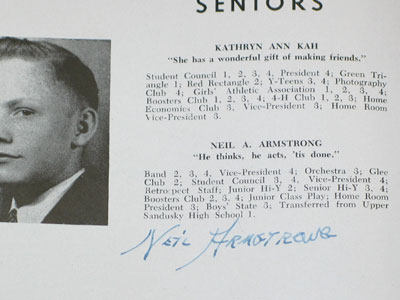 SENIORS
KATHRYN ANN KAH
"She has a wonderful gift of making friends."
Student Council 1, 2, 3, 4, President 4; Green Tri-
angle 1; Red Rectangle 2; Y-Teens 3, 4; Photography
Club 4; Girls' Athletic Association 1, 2, 3, 4;
Boosters Club 1, 2, 3, 4; 4-H Club 1, 2, 3; Home
Economics Club 3, Vice-President 3; Home Room
Vice-President 3.
NEIL A. ARMSTRONG
"He thinks, he acts, 'tis done."
Band 2, 3, 4, Vice-President 4; Orchestra 3; Glee
Club 2; Student Council 3, 4, Vice-President 4;
Retrospect Staff; Junior Hi-Y 2; Senior Hi-Y 3, 4;
Boosters Club 2, 3, 4; Junior Class Play; Home Room
President 3; Boys' State 3; Transferred from Upper
Sandusky High School 1.
Neil Armstrong